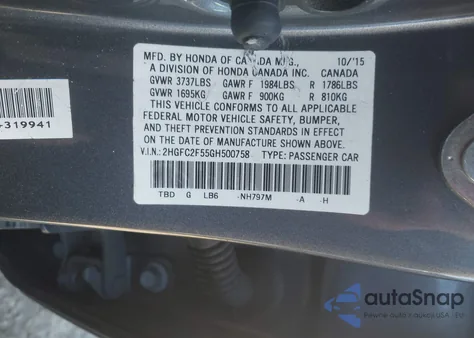 MFD. BY HONDA OF CANADA MFG., 10/'15
A DIVISION OF HONDA CANADA INC. CANADA
GVWR 3737LBS GAWR F 1984LBS R 1786LBS
GVWR 1695KG GAWR F 900KG R 810KG
THIS VEHICLE CONFORMS TO ALL APPLICABLE
FEDERAL MOTOR VEHICLE SAFETY, BUMPER,
AND THEFT PREVENTION STANDARDS IN EFFECT
ON THE DATE OF MANUFACTURE SHOWN ABOVE.
V.I.N.: 2HGFC2F55GH500758 TYPE: PASSENGER CAR
TBD G LB6 -NH797M -A -H
-319941
autoSnap